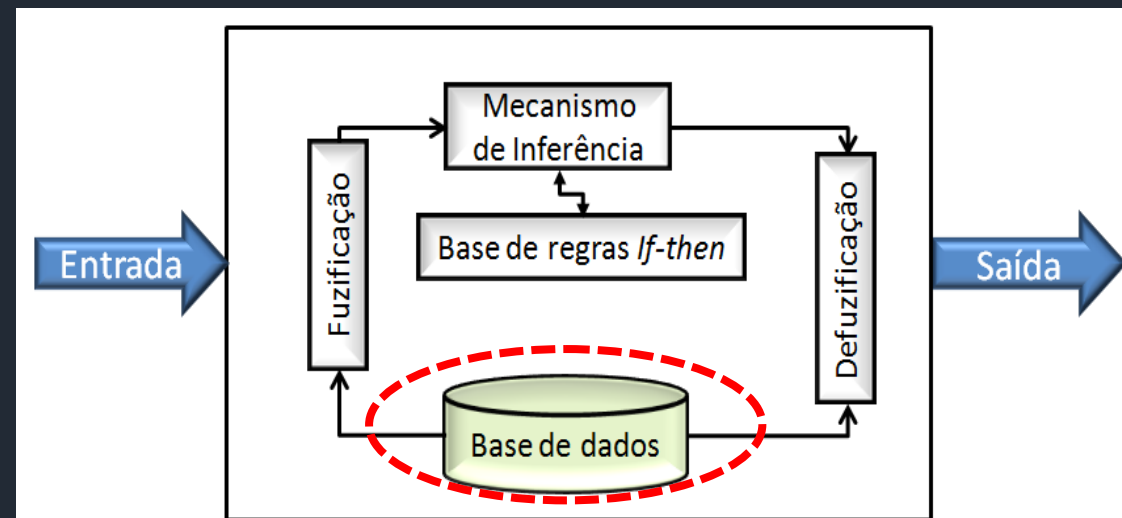 Mecanismo
de Inferência
Fuzificação
Base de regras If-then
Defuzificação
Entrada
Saída
Base de dados